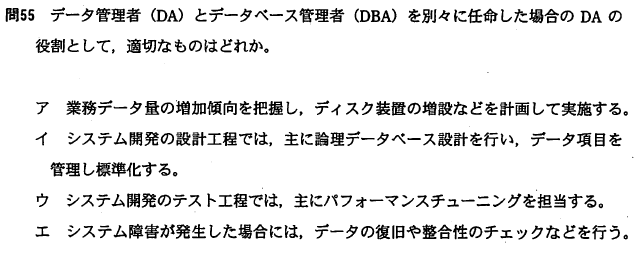 問55 データ管理者（DA）とデータベース管理者（DBA）を別々に任命した場合の DA の
役割として，適切なものはどれか。
ア 業務データ量の増加傾向を把握し，ディスク装置の増設などを計画して実施する。
イ システム開発の設計工程では，主に論理データベース設計を行い，データ項目を
管理し標準化する。
ウ システム開発のテスト工程では，主にパフォーマンスチューニングを担当する。
エ システム障害が発生した場合には，データの復旧や整合性のチェックなどを行う。